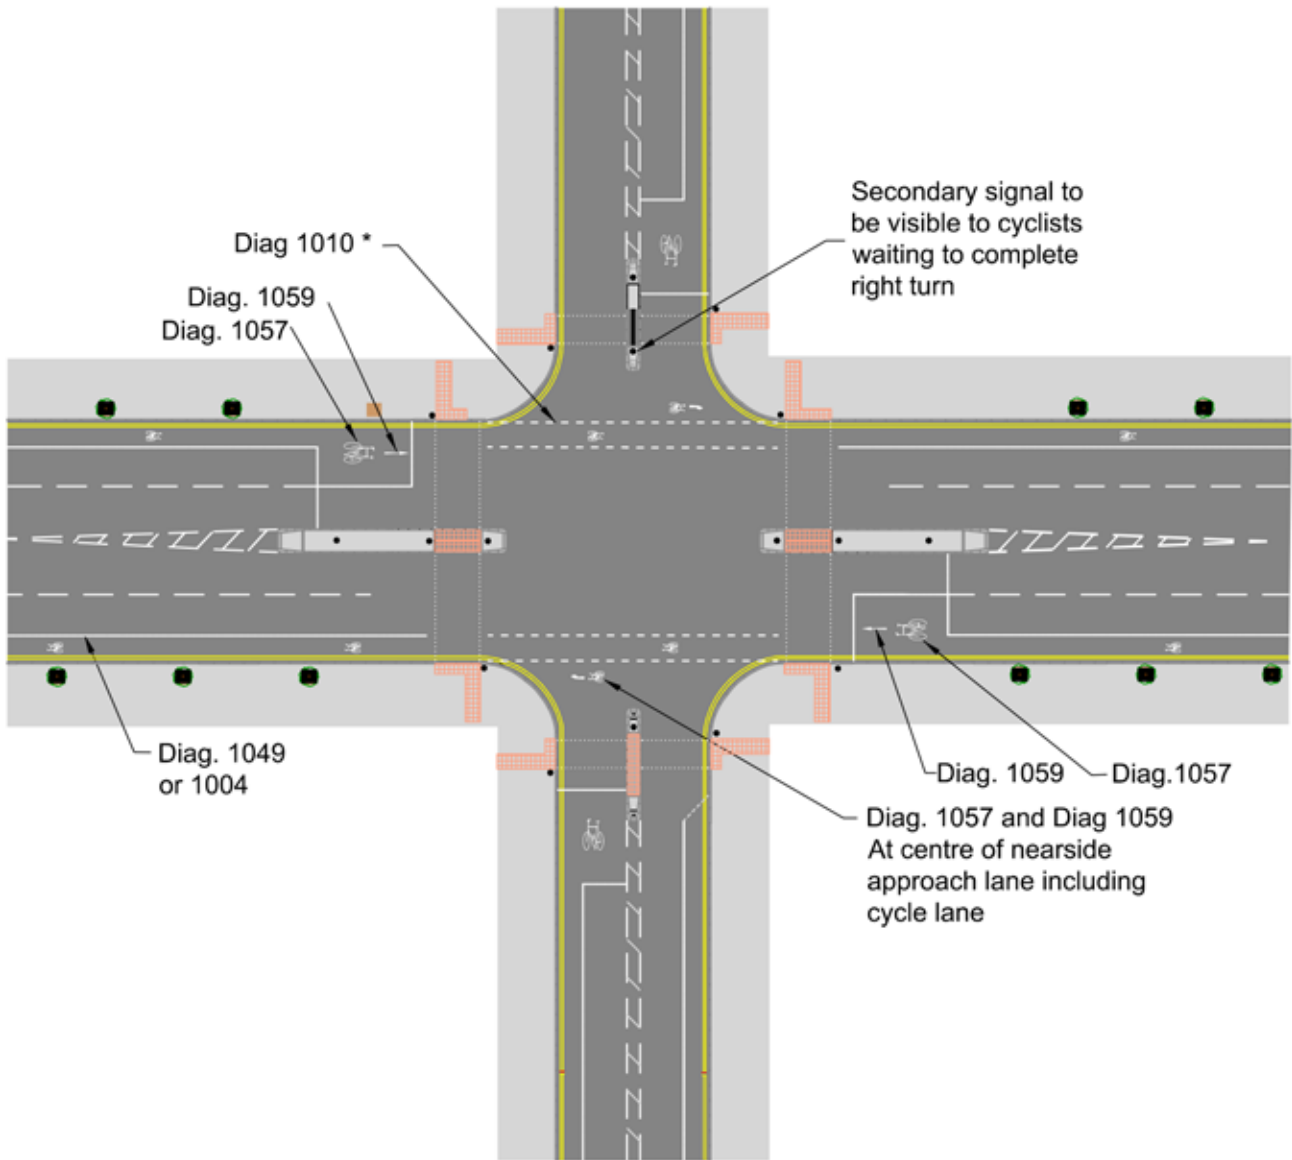 Secondary signal to
be visible to cyclists
waiting to complete
right turn
Diag 1010 *
Diag. 1059
Diag. 1057
Diag. 1049
or 1004
Diag. 1059
Diag.1057
Diag. 1057 and Diag 1059
At centre of nearside
approach lane including
cycle lane